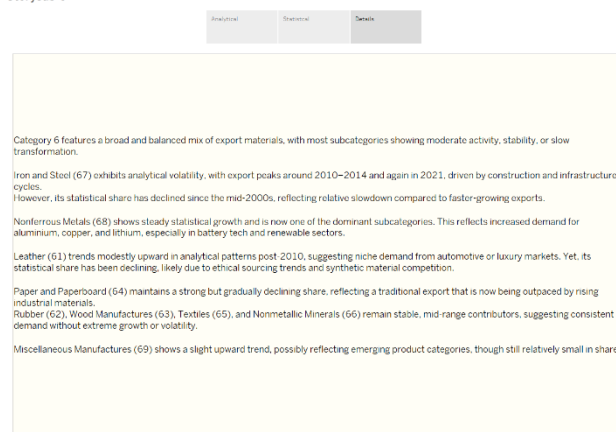 Analytical
Statistical
Details
Category 6 features a broad and balanced mix of export materials, with most subcategories showing moderate activity, stability, or slow
transformation.
Iron and Steel (67) exhibits analytical volatility, with export peaks around 2010–2014 and again in 2021, driven by construction and infrastructure
cycles.
However, its statistical share has declined since the mid-2000s, reflecting relative slowdown compared to faster-growing exports.
Nonferrous Metals (68) shows steady statistical growth and is now one of the dominant subcategories. This reflects increased demand for
aluminium, copper, and lithium, especially in battery tech and renewable sectors.
Leather (61) trends modestly upward in analytical patterns post-2010, suggesting niche demand from automotive or luxury markets. Yet, its
statistical share has been declining, likely due to ethical sourcing trends and synthetic material competition.
Paper and Paperboard (64) maintains a strong but gradually declining share, reflecting a traditional export that is now being outpaced by rising
industrial materials.
Rubber (62), Wood Manufactures (63), Textiles (65), and Nonmetallic Minerals (66) remain stable, mid-range contributors, suggesting consistent
demand without extreme growth or volatility.
Miscellaneous Manufactures (69) shows a slight upward trend, possibly reflecting emerging product categories, though still relatively small in share